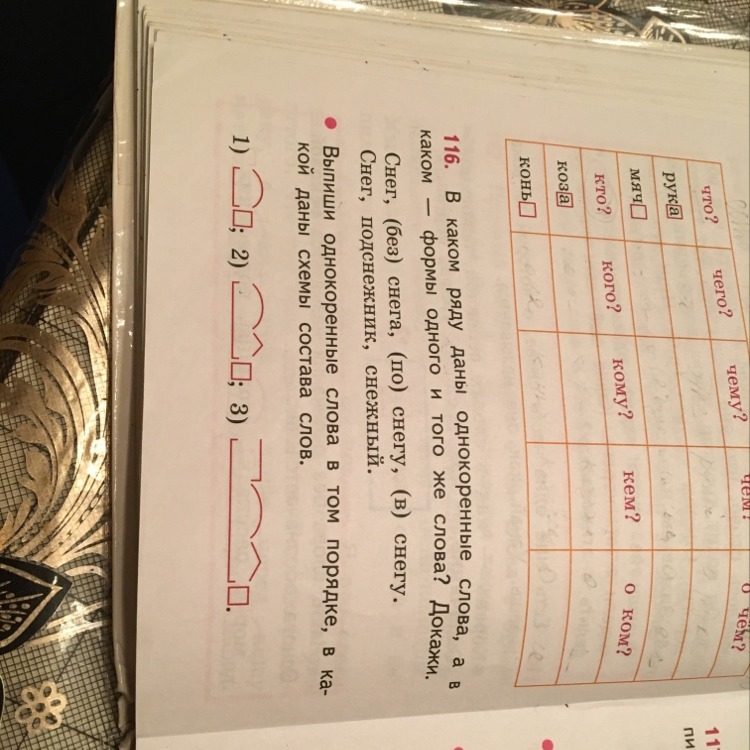 что? чего? чему? чем? о чём?
рука
мяч
кто? кого? кому? кем? о ком?
коза
конь
116. В каком ряду даны однокоренные слова, а в
каком — формы одного и того же слова? Докажи.
Снег, (без) снега, (по) снегу, (в) снегу.
Снег, подснежник, снежный.
● Выпиши однокоренные слова в том порядке, в ка-
кой даны схемы состава слов.
1) ; 2) ; 3) .